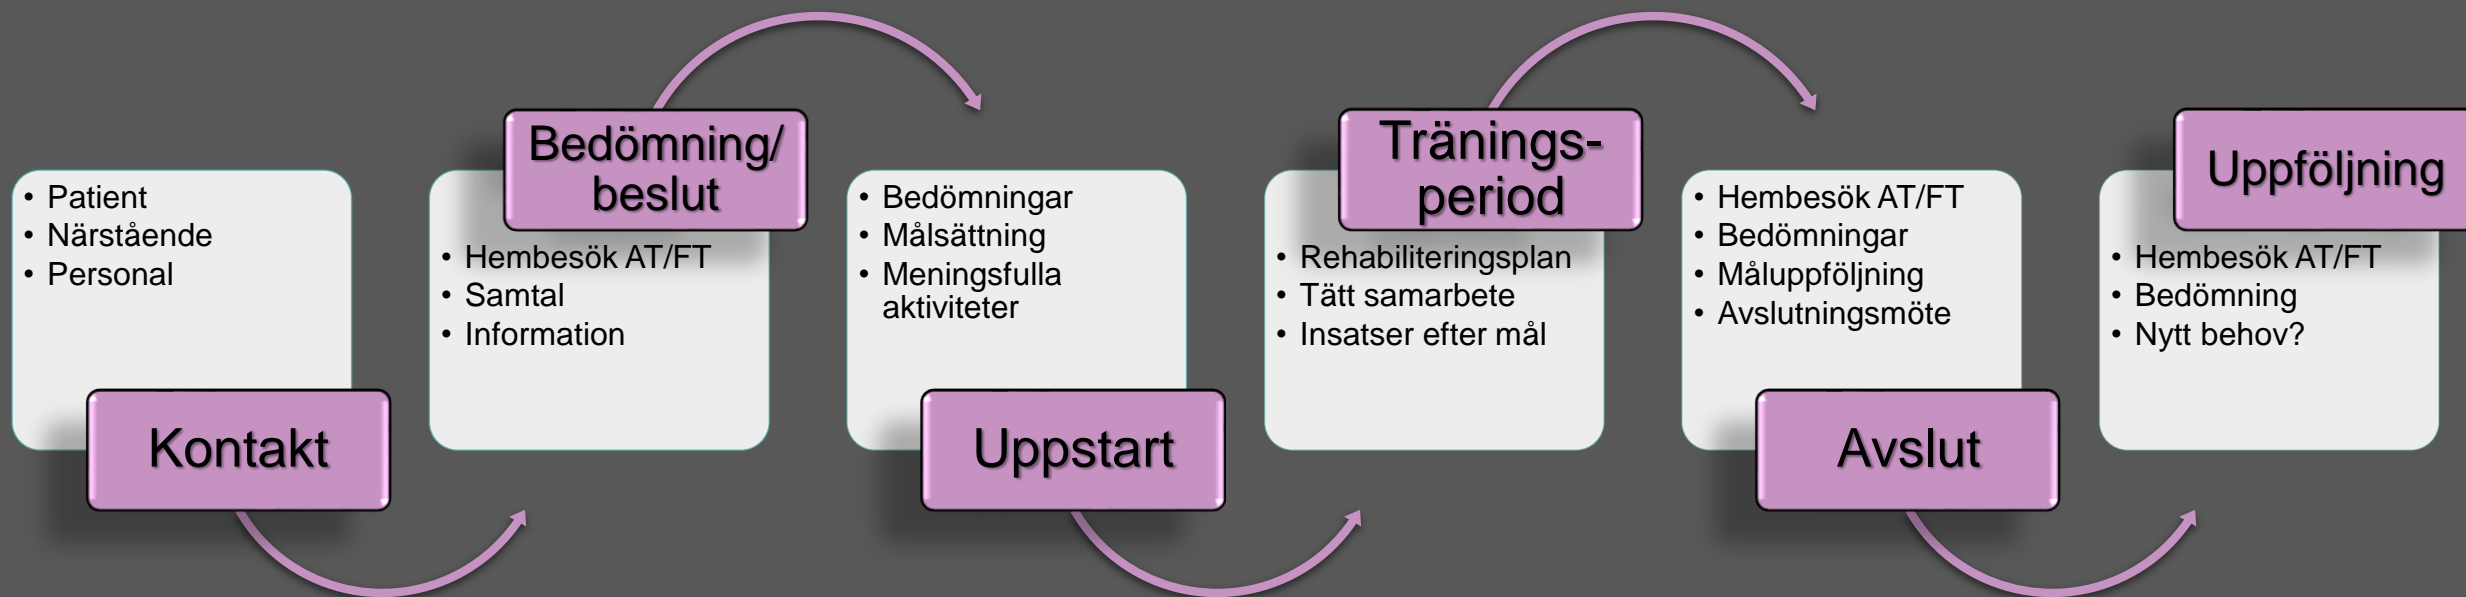 • Patient
• Närstående
• Personal
Kontakt
Bedömning/
beslut
• Hembesök AT/FT
• Samtal
• Information
• Bedömningar
• Målsättning
• Meningsfulla
aktiviteter
Uppstart
Tränings-
period
• Rehabiliteringsplan
• Tätt samarbete
• Insatser efter mål
• Hembesök AT/FT
• Bedömningar
• Måluppföljning
• Avslutningsmöte
Avslut
Uppföljning
• Hembesök AT/FT
• Bedömning
• Nytt behov?